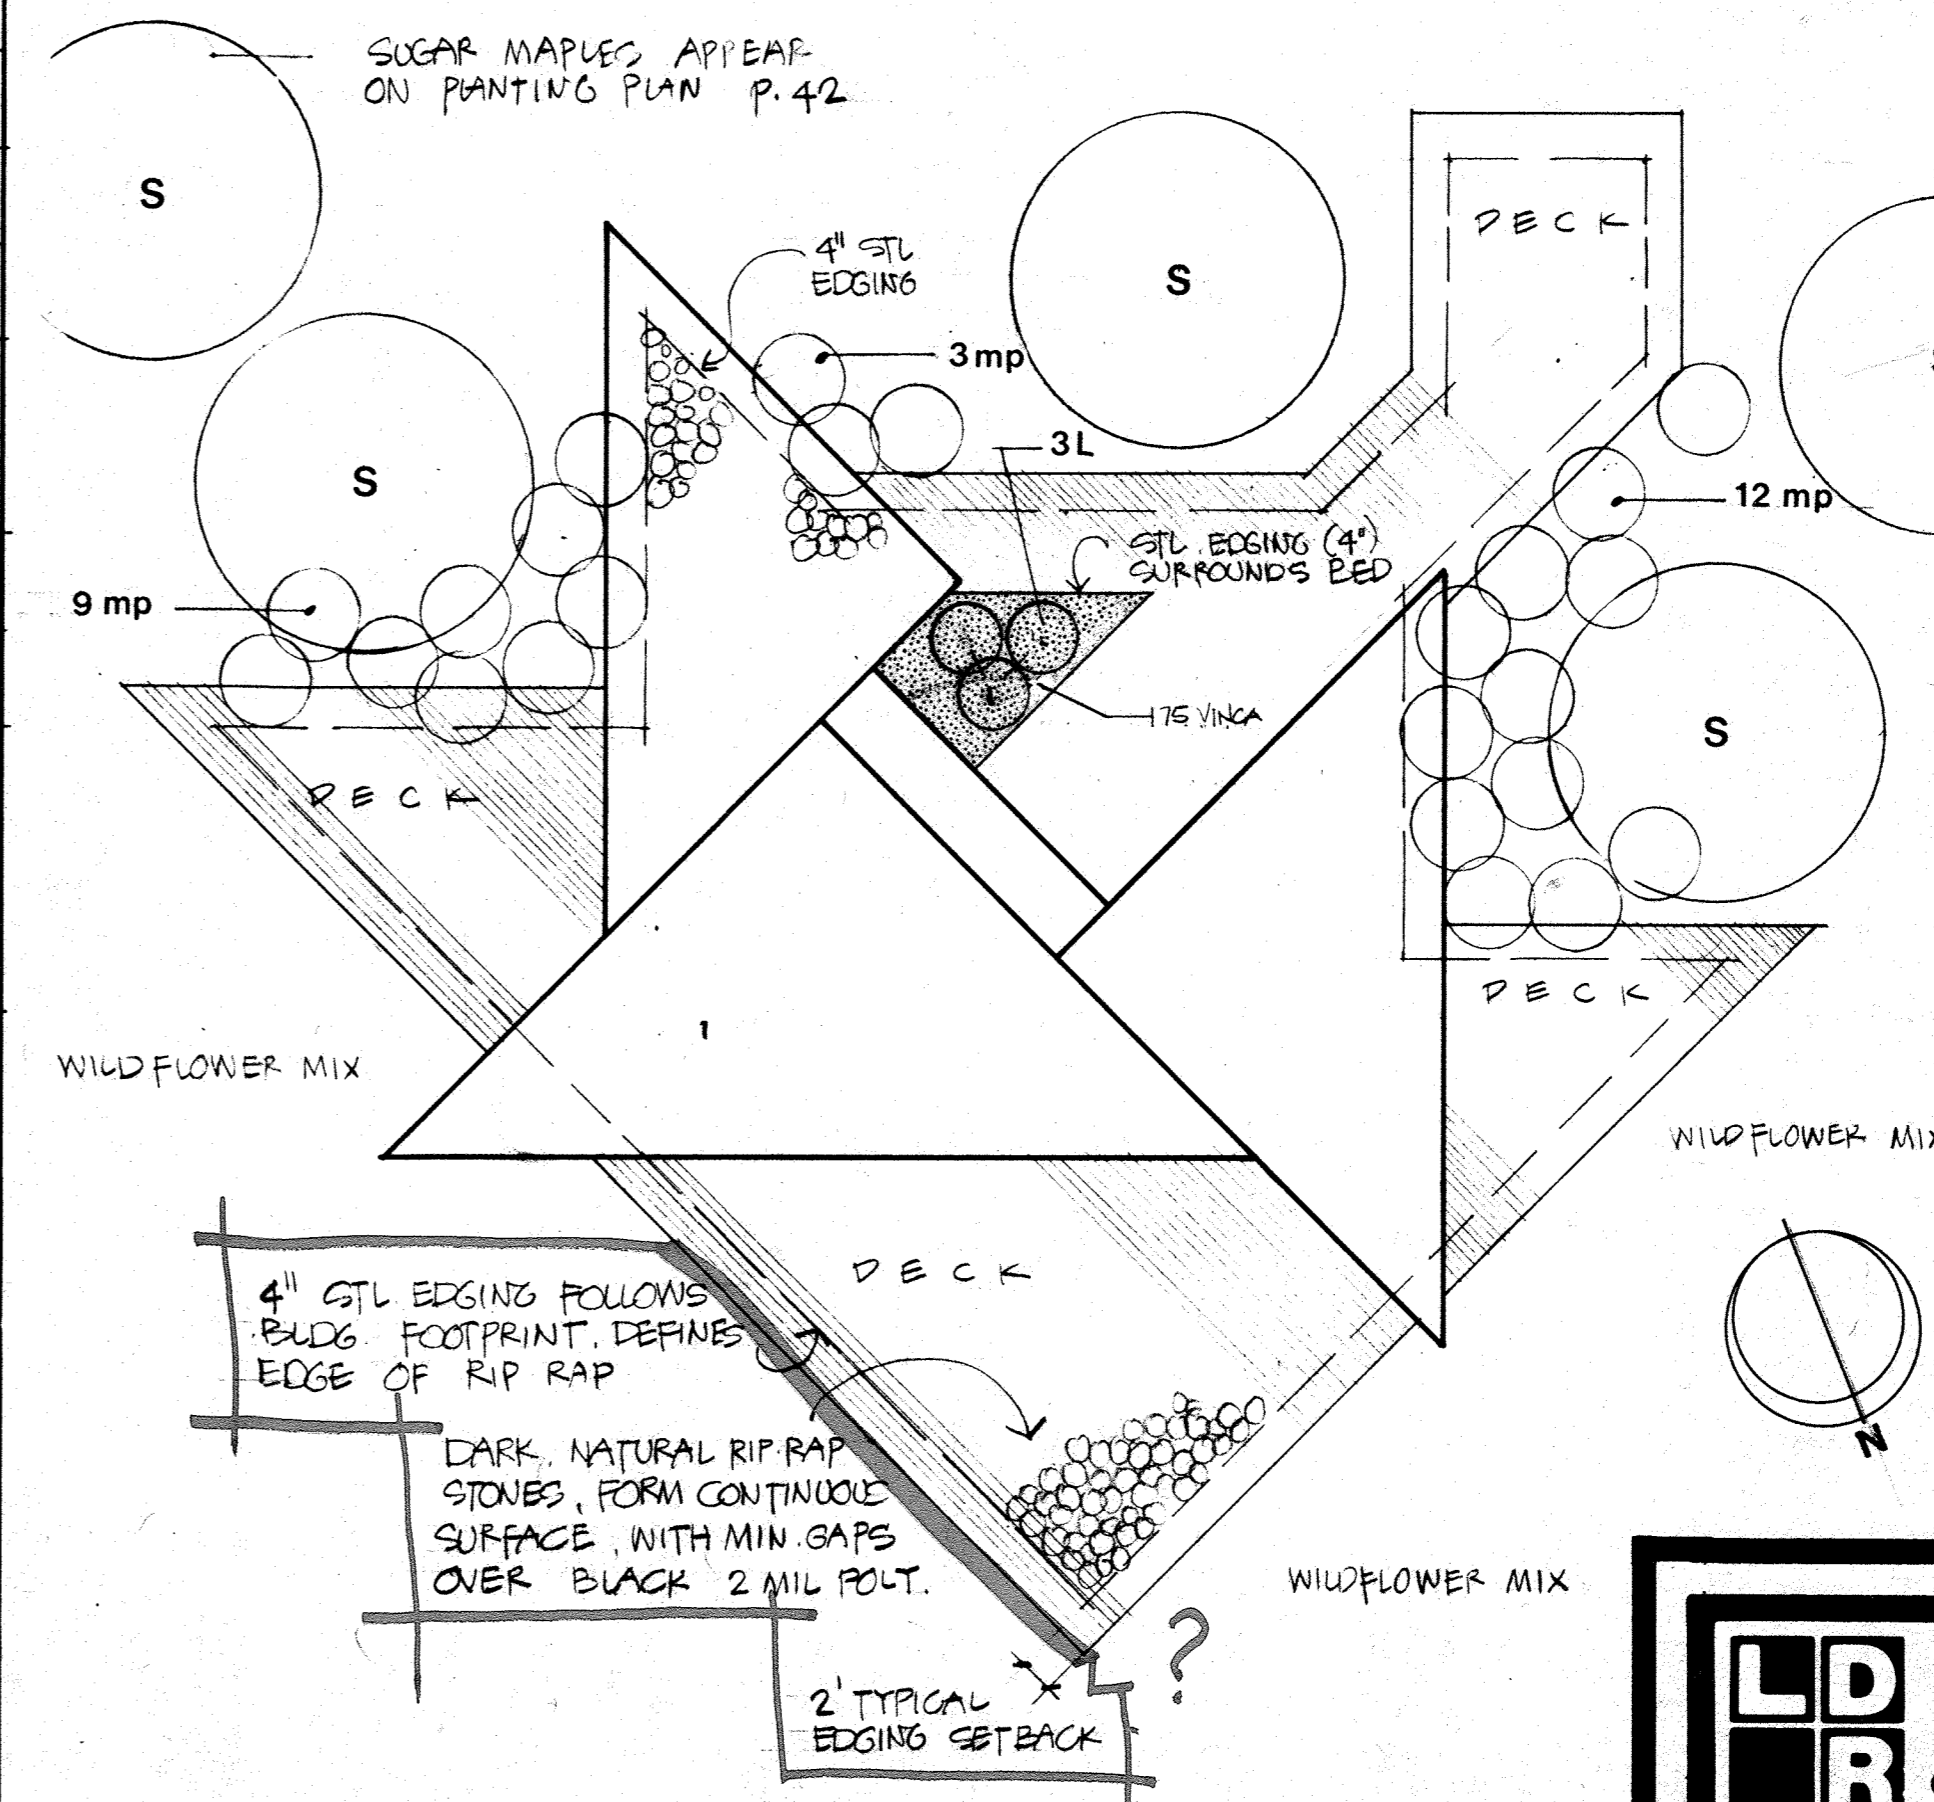 SUGAR MAPLES APPEAR
ON PLANTING PLAN P.42
S
S
4" STL
EDGING
3 mp
S
DECK
3L
12 mp
STL. EDGING (4")
SURROUNDS BED
9 mp
175 VINCA
S
DECK
DECK
1
WILDFLOWER MIX
WILDFLOWER MIX
DECK
4" STL EDGING FOLLOWS
BLDG. FOOTPRINT. DEFINES
EDGE OF RIP RAP
DARK, NATURAL RIP-RAP
STONES, FORM CONTINUOUS
SURFACE, WITH MIN. GAPS
OVER BLACK 2 MIL POLY.
WILDFLOWER MIX
N
?
2' TYPICAL
EDGING SETBACK
LD
R